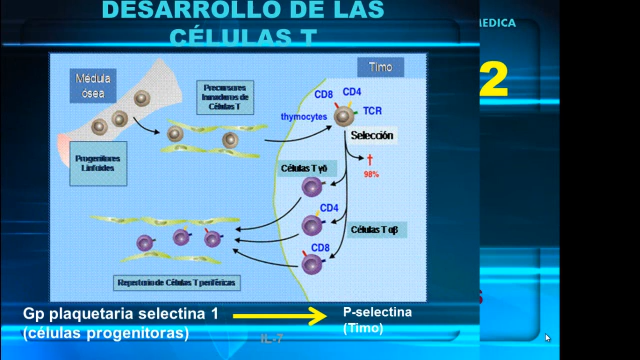 DESARROLLO DE LAS
CÉLULAS T
MEDICA
2
Médula
ósea
Precursores
Inmaduros de
Células T
Timo
CD8
CD4
TCR
thymocytes
Selección
98%
Progenitores
Linfoides
Células T γδ
CD4
Células T αβ
CD8
Repertorio de Células T periféricas
Gp plaquetaria selectina 1
(células progenitoras)
P-selectina
(Timo)
IL-7